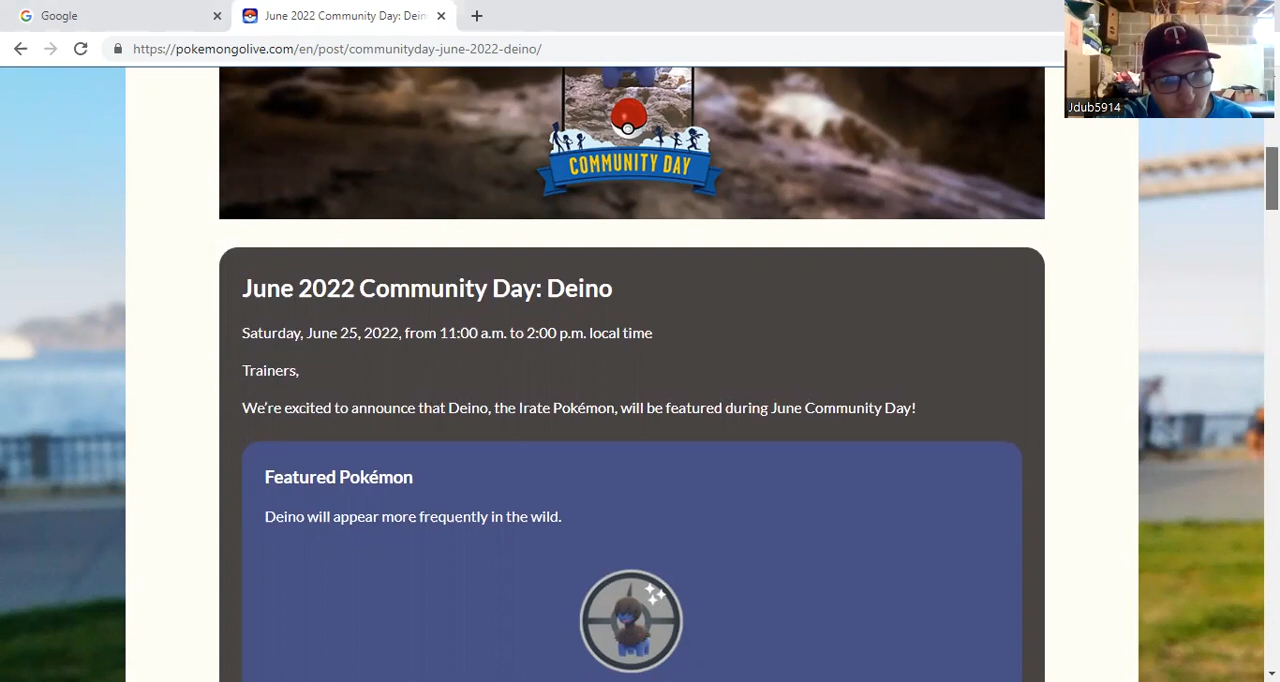 Google
June 2022 Community Day: Dein
https://pokemongolive.com/en/post/communityday-june-2022-deino/
Jdub5914
COMMUNITY DAY
June 2022 Community Day: Deino
Saturday, June 25, 2022, from 11:00 a.m. to 2:00 p.m. local time
Trainers,
We're excited to announce that Deino, the Irate Pokémon, will be featured during June Community Day!
Featured Pokémon
Deino will appear more frequently in the wild.